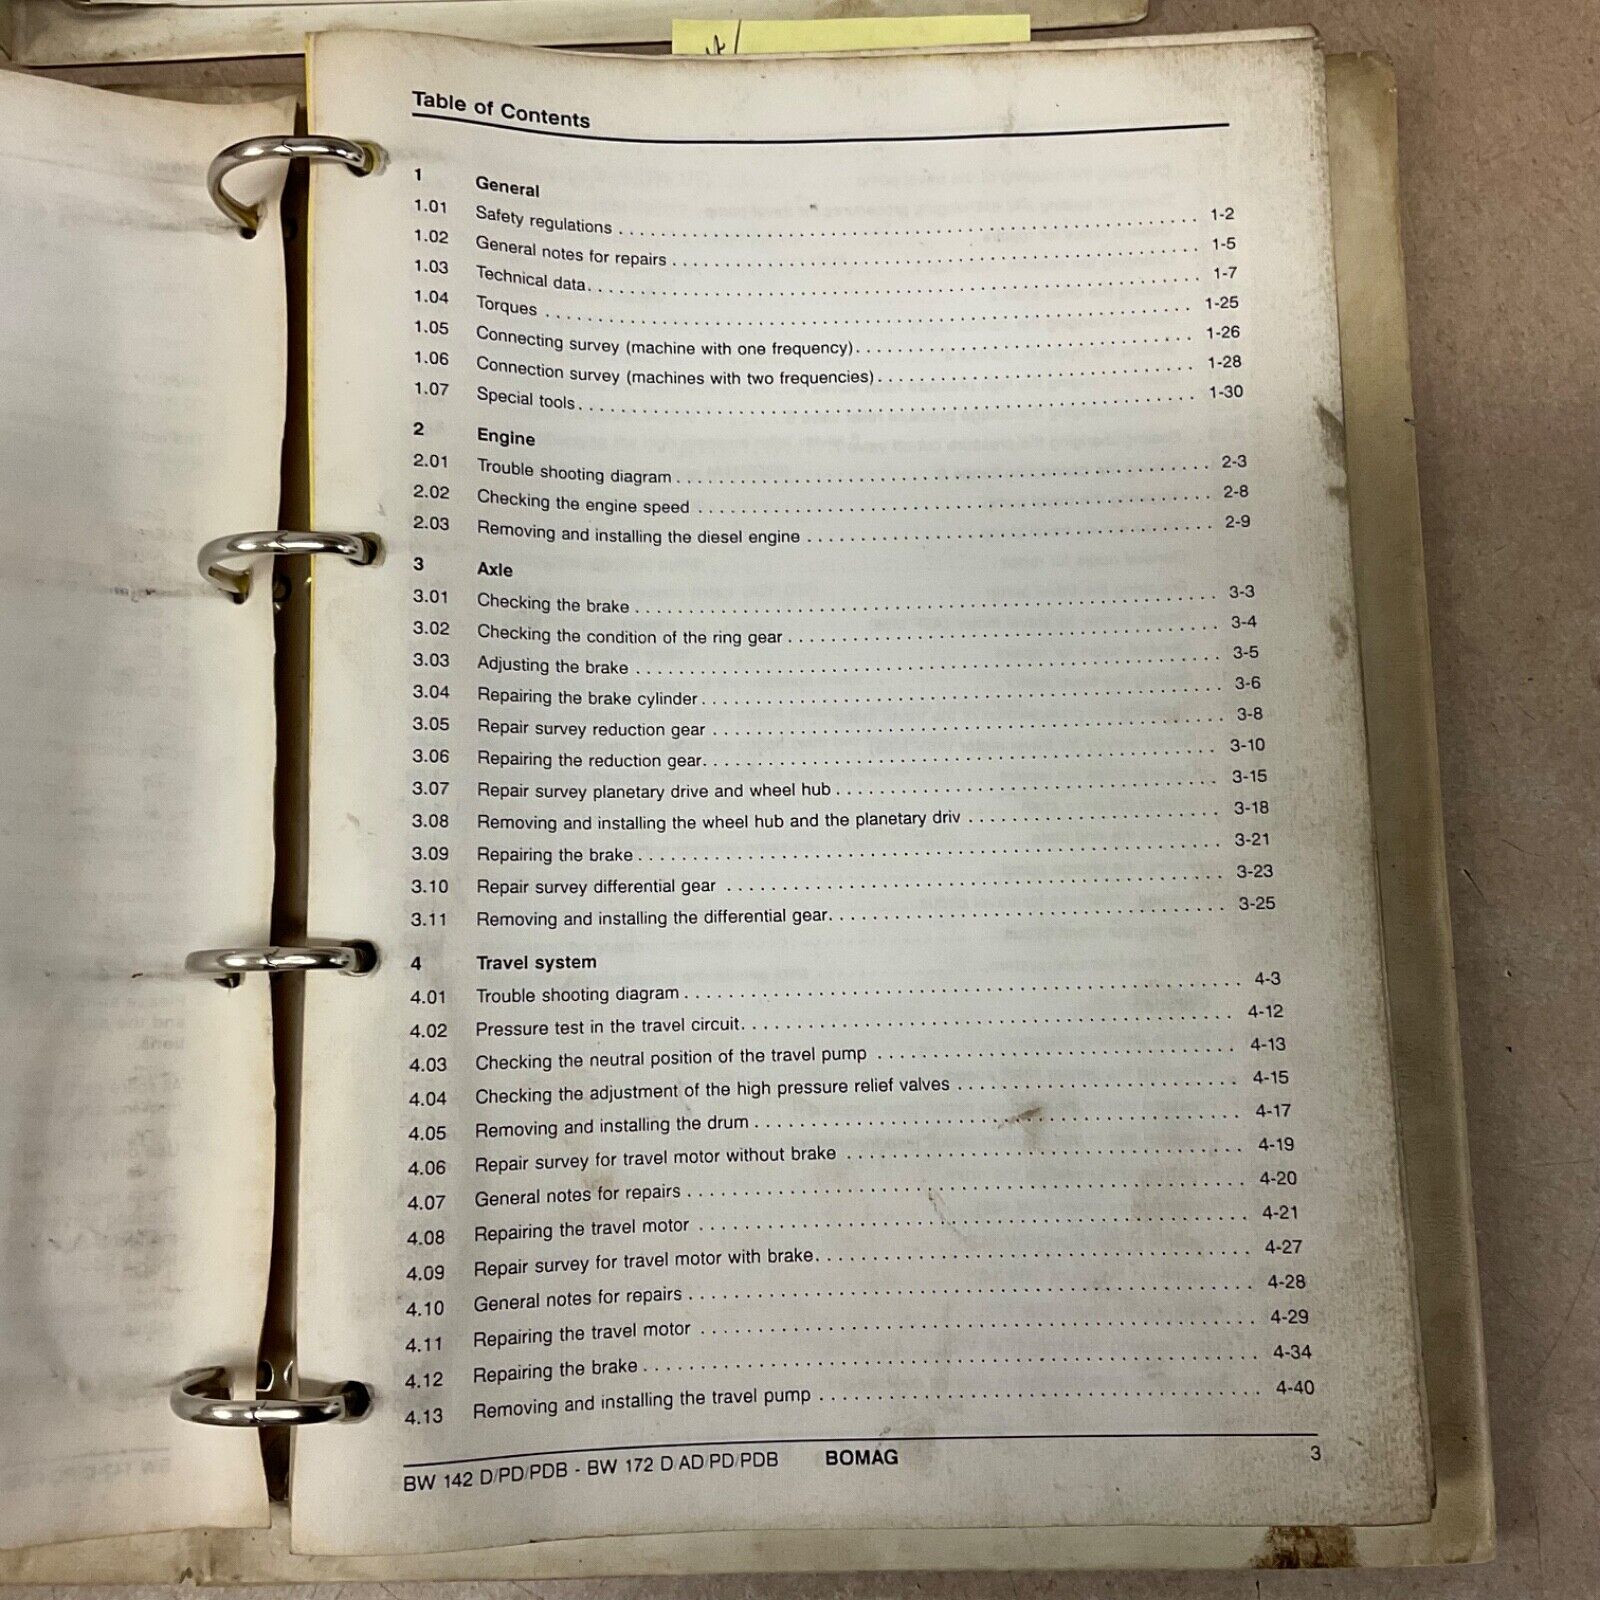 Table of Contents
1 General
1.01 Safety regulations 1-2
1.02 General notes for repairs 1-5
1.03 Technical data 1-7
1.04 Torques 1-25
1.05 Connecting survey (machine with one frequency) 1-26
1.06 Connection survey (machines with two frequencies) 1-28
1.07 Special tools 1-30
2 Engine
2.01 Trouble shooting diagram 2-3
2.02 Checking the engine speed 2-8
2.03 Removing and installing the diesel engine 2-9
3 Axle
3.01 Checking the brake 3-3
3.02 Checking the condition of the ring gear 3-4
3.03 Adjusting the brake 3-5
3.04 Repairing the brake cylinder 3-6
3.05 Repair survey reduction gear 3-8
3.06 Repairing the reduction gear 3-10
3.07 Repair survey planetary drive and wheel hub 3-15
3.08 Removing and installing the wheel hub and the planetary driv 3-18
3.09 Repairing the brake 3-21
3.10 Repair survey differential gear 3-23
3.11 Removing and installing the differential gear 3-25
4 Travel system
4.01 Trouble shooting diagram 4-3
4.02 Pressure test in the travel circuit 4-12
4.03 Checking the neutral position of the travel pump 4-13
4.04 Checking the adjustment of the high pressure relief valves 4-15
4.05 Removing and installing the drum 4-17
4.06 Repair survey for travel motor without brake 4-19
4.07 General notes for repairs 4-20
4.08 Repairing the travel motor 4-21
4.09 Repair survey for travel motor with brake 4-27
4.10 General notes for repairs 4-28
4.11 Repairing the travel motor 4-29
4.12 Repairing the brake 4-34
4.13 Removing and installing the travel pump 4-40
BW 142 D/PD/PDB - BW 172 D/AD/PD/PDB BOMAG 3